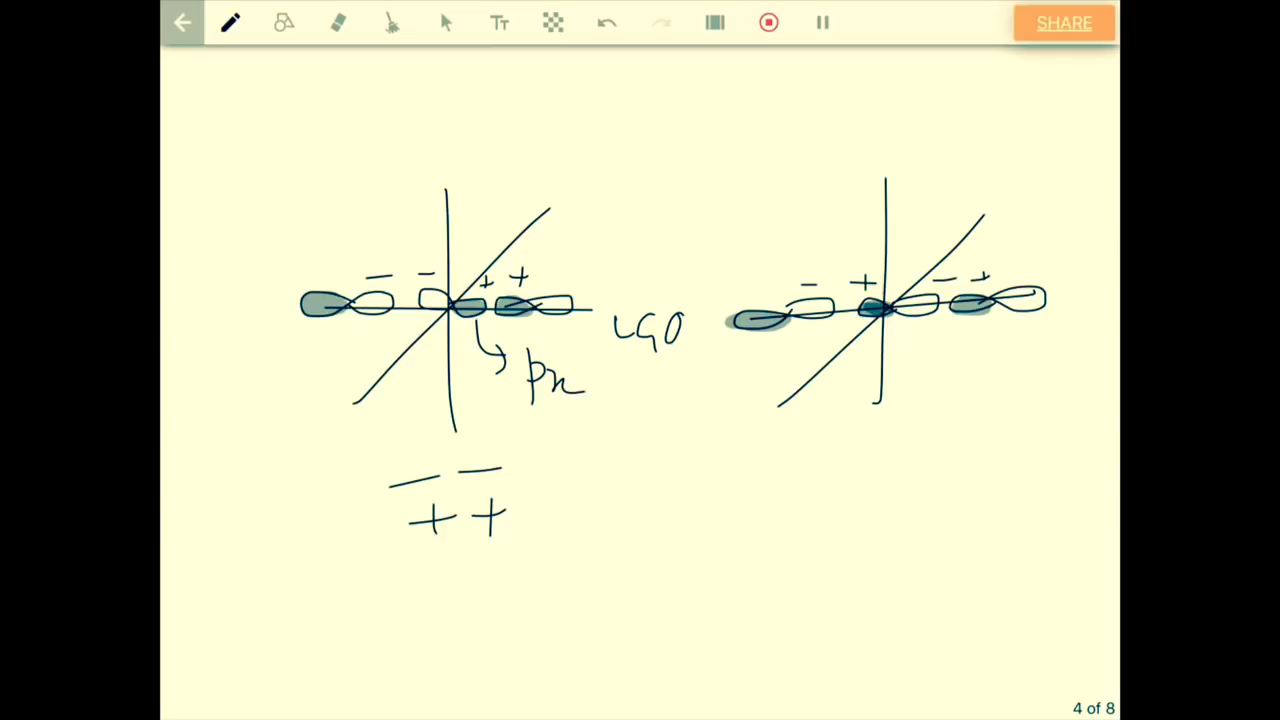 SHARE
− − + +
− + − +
LGO
px
− −
+ +
4 of 8